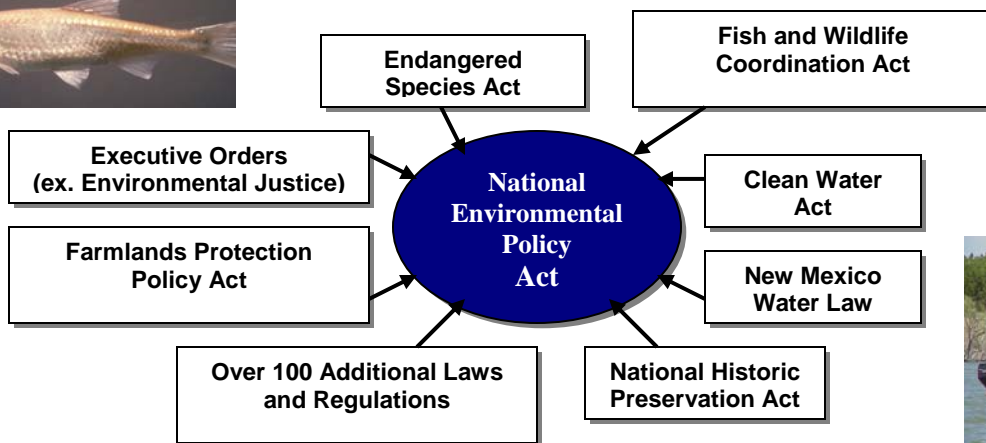 Endangered
Species Act
Fish and Wildlife
Coordination Act
Executive Orders
(ex. Environmental Justice)
National
Environmental
Policy
Act
Clean Water
Act
Farmlands Protection
Policy Act
New Mexico
Water Law
Over 100 Additional Laws
and Regulations
National Historic
Preservation Act